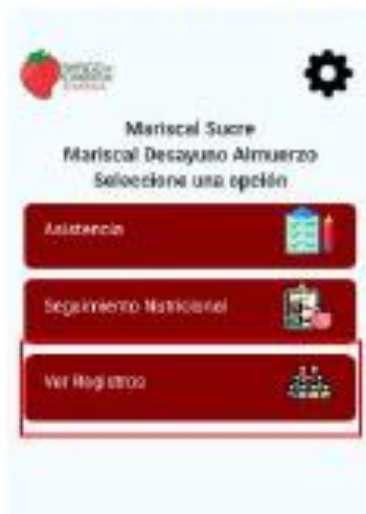 Mariscal Sucre
Mariscal Desayuno Almuerzo
Seleccione una opción
Asistencia
Seguimiento Nutricional
Ver Registros